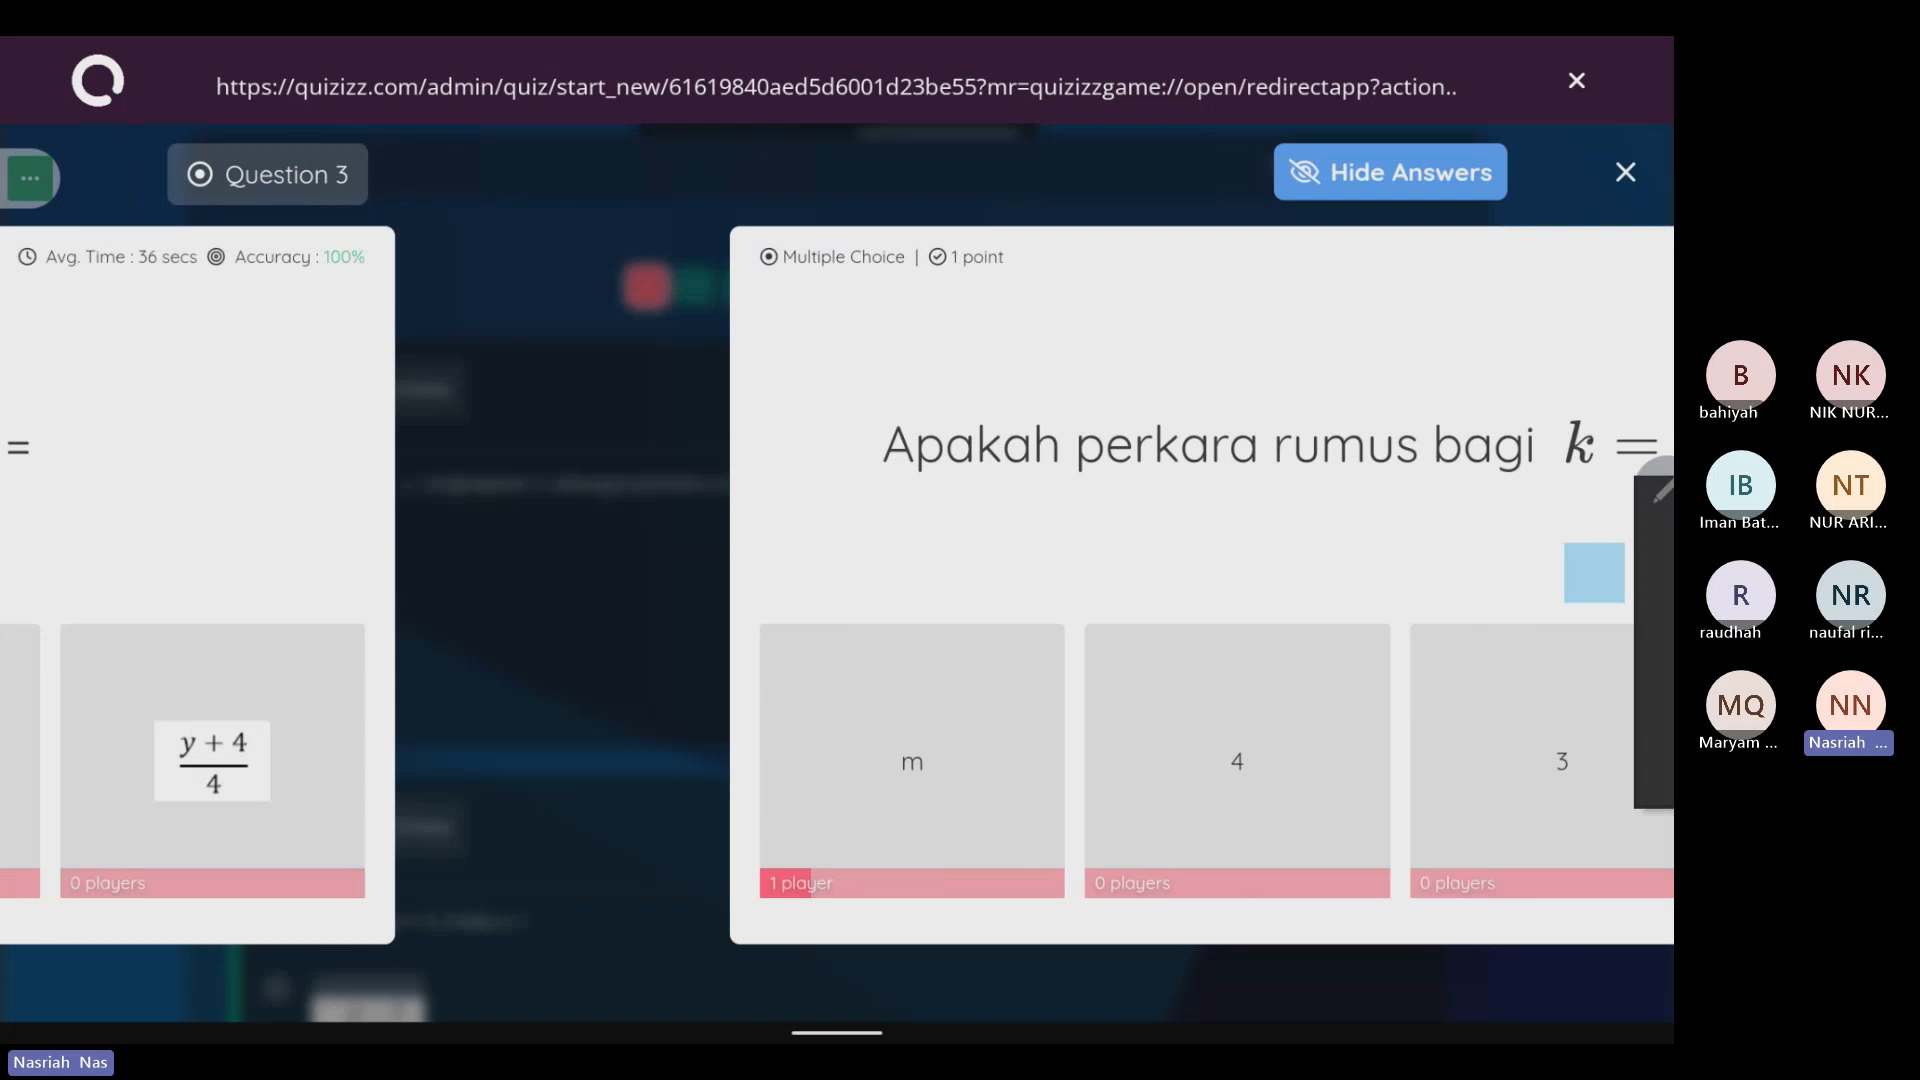 https://quizizz.com/admin/quiz/start_new/61619840aed5d6001d23be55?mr=quizizzgame://open/redirectapp?action..
Question 3
Hide Answers
Avg. Time : 36 secs Accuracy : 100%
Multiple Choice | 1 point
=
Apakah perkara rumus bagi k =
y + 4
4
m
4
3
0 players
1 player
0 players
0 players
B
bahiyah
NK
NIK NUR...
IB
Iman Bat...
NT
NUR ARI...
R
raudhah
NR
naufal ri...
MQ
Maryam ...
NN
Nasriah ...
Nasriah Nas